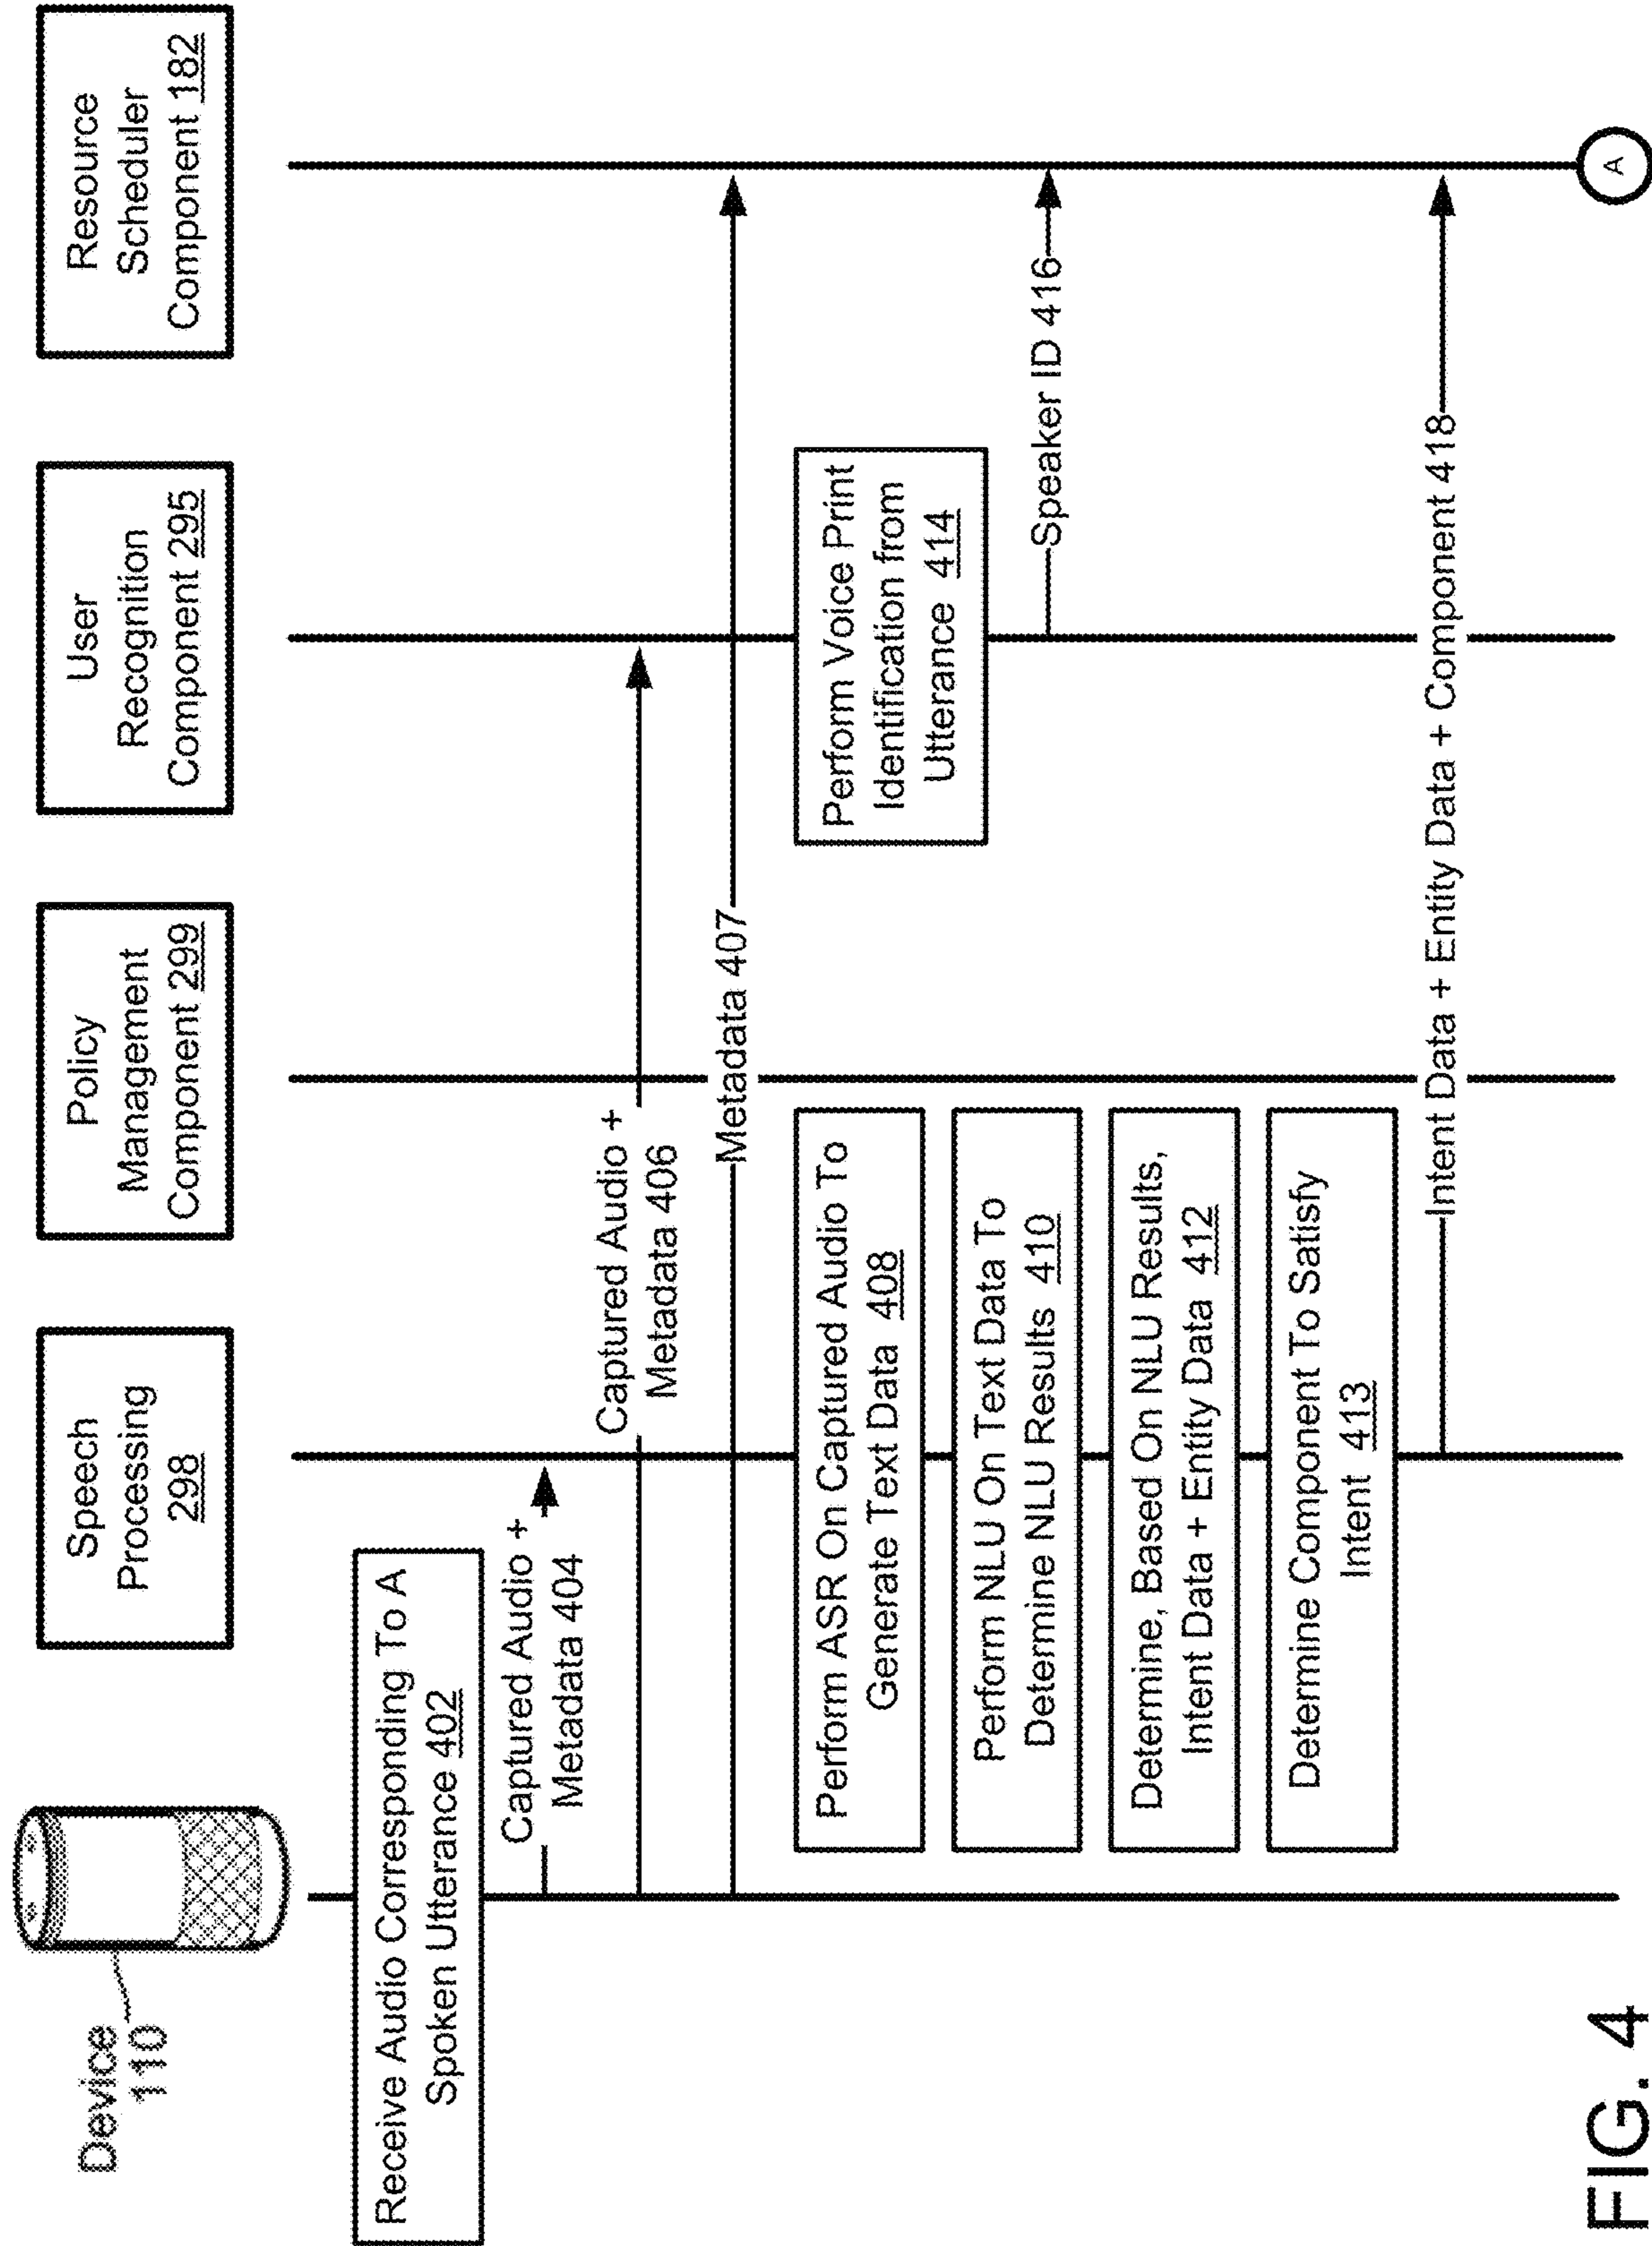 Device
110
Speech
Processing
298
Policy
Management
Component 299
User
Recognition
Component 295
Resource
Scheduler
Component 182
Receive Audio Corresponding To A
Spoken Utterance 402
Captured Audio +
Metadata 404
Captured Audio +
Metadata 406
Metadata 407
Perform ASR On Captured Audio To
Generate Text Data 408
Perform Voice Print
Identification from
Utterance 414
Perform NLU On Text Data To
Determine NLU Results 410
Speaker ID 416
Determine, Based On NLU Results,
Intent Data + Entity Data 412
Determine Component To Satisfy
Intent 413
Intent Data + Entity Data + Component 418
A
FIG. 4